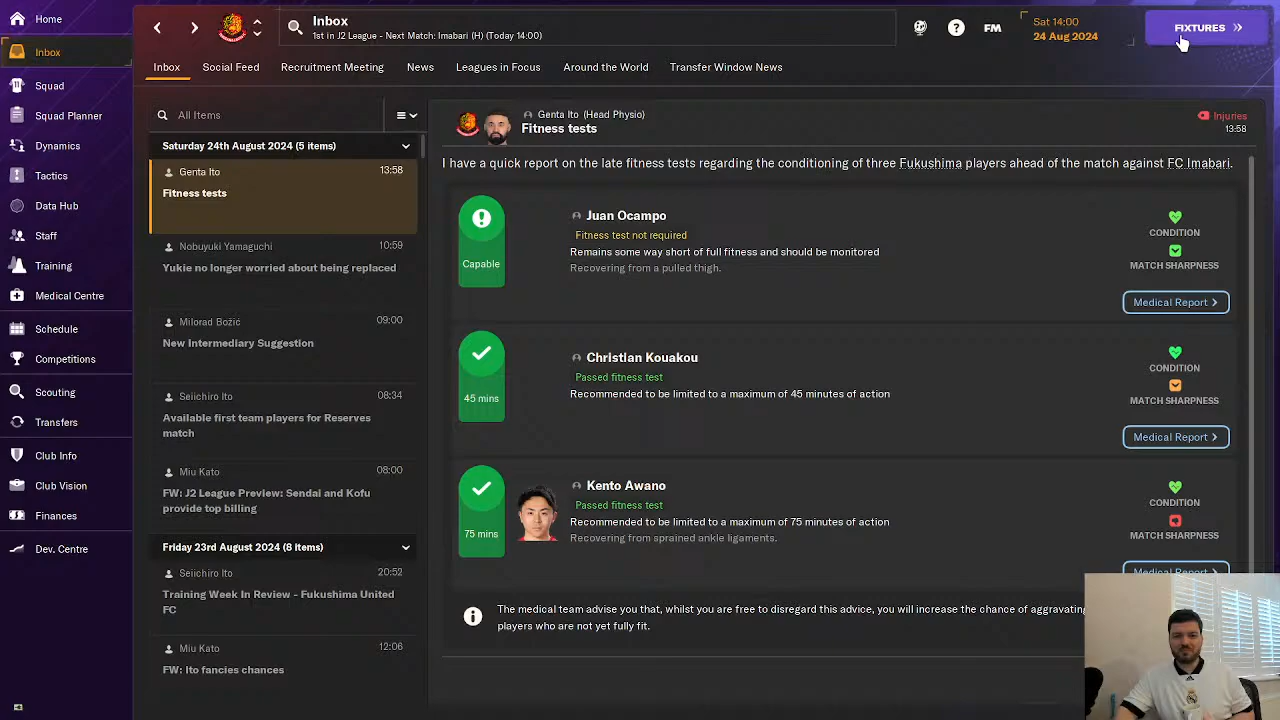 Home
Inbox
Squad
Squad Planner
Dynamics
Tactics
Data Hub
Staff
Training
Medical Centre
Schedule
Competitions
Scouting
Transfers
Club Info
Club Vision
Finances
Dev. Centre
Inbox
1st in J2 League - Next Match: Imabari (H) (Today 14:00)
FM
Sat 14:00
24 Aug 2024
FIXTURES
Inbox
Social Feed
Recruitment Meeting
News
Leagues in Focus
Around the World
Transfer Window News
All Items
Saturday 24th August 2024 (5 items)
Genta Ito 13:58
Fitness tests
Nobuyuki Yamaguchi 10:59
Yukie no longer worried about being replaced
Milorad Božić 09:00
New Intermediary Suggestion
Seiichiro Ito 08:34
Available first team players for Reserves
match
Miu Kato 08:00
FW: J2 League Preview: Sendai and Kofu
provide top billing
Friday 23rd August 2024 (8 items)
Seiichiro Ito 20:52
Training Week In Review - Fukushima United
FC
Miu Kato 12:06
FW: Ito fancies chances
Genta Ito (Head Physio)
Fitness tests
Injuries
13:58
I have a quick report on the late fitness tests regarding the conditioning of three Fukushima players ahead of the match against FC Imabari.
Capable
Juan Ocampo
Fitness test not required
Remains some way short of full fitness and should be monitored
Recovering from a pulled thigh.
CONDITION
MATCH SHARPNESS
Medical Report
45 mins
Christian Kouakou
Passed fitness test
Recommended to be limited to a maximum of 45 minutes of action
CONDITION
MATCH SHARPNESS
Medical Report
75 mins
Kento Awano
Passed fitness test
Recommended to be limited to a maximum of 75 minutes of action
Recovering from sprained ankle ligaments.
CONDITION
MATCH SHARPNESS
Medical Report
The medical team advise you that, whilst you are free to disregard this advice, you will increase the chance of aggravating
players who are not yet fully fit.